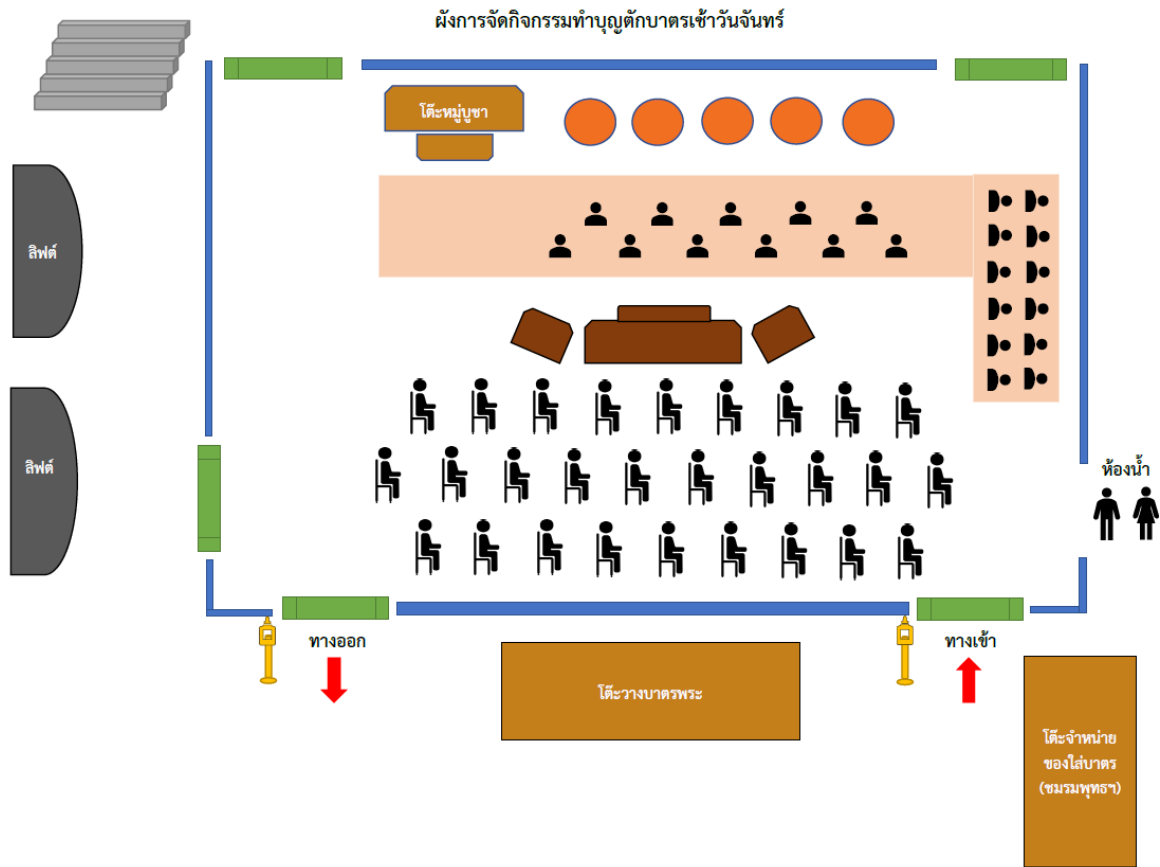 ผังการจัดกิจกรรมทำบุญตักบาตรเช้าวันจันทร์
โต๊ะหมู่บูชา
ลิฟต์
ลิฟต์
ห้องน้ำ
ทางออก
ทางเข้า
โต๊ะวางบาตรพระ
โต๊ะจำหน่าย
ของใส่บาตร
(ชมรมพุทธฯ)